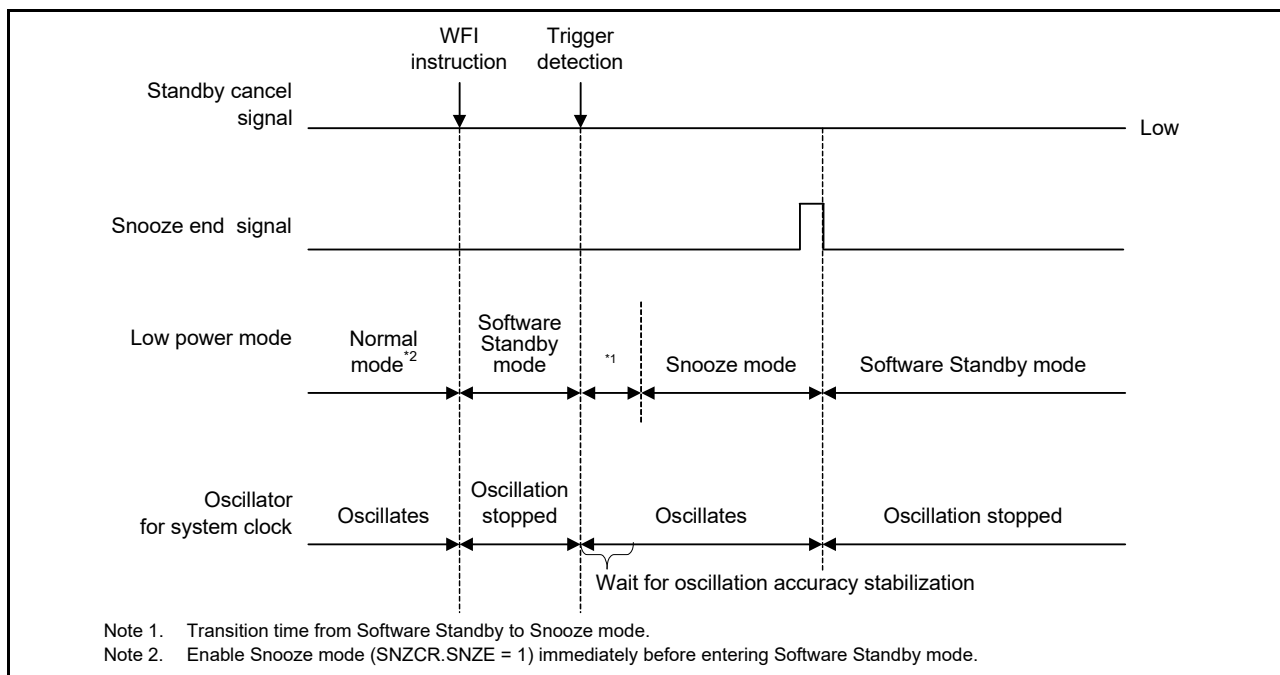 WFI
instruction
Trigger
detection
Standby cancel
signal
Low
Snooze end signal
Low power mode
Normal
mode*2
Software
Standby
mode
*1
Snooze mode
Software Standby mode
Oscillator
for system clock
Oscillates
Oscillation
stopped
Oscillates
Oscillation stopped
Wait for oscillation accuracy stabilization
Note 1. Transition time from Software Standby to Snooze mode.
Note 2. Enable Snooze mode (SNZCR.SNZE = 1) immediately before entering Software Standby mode.